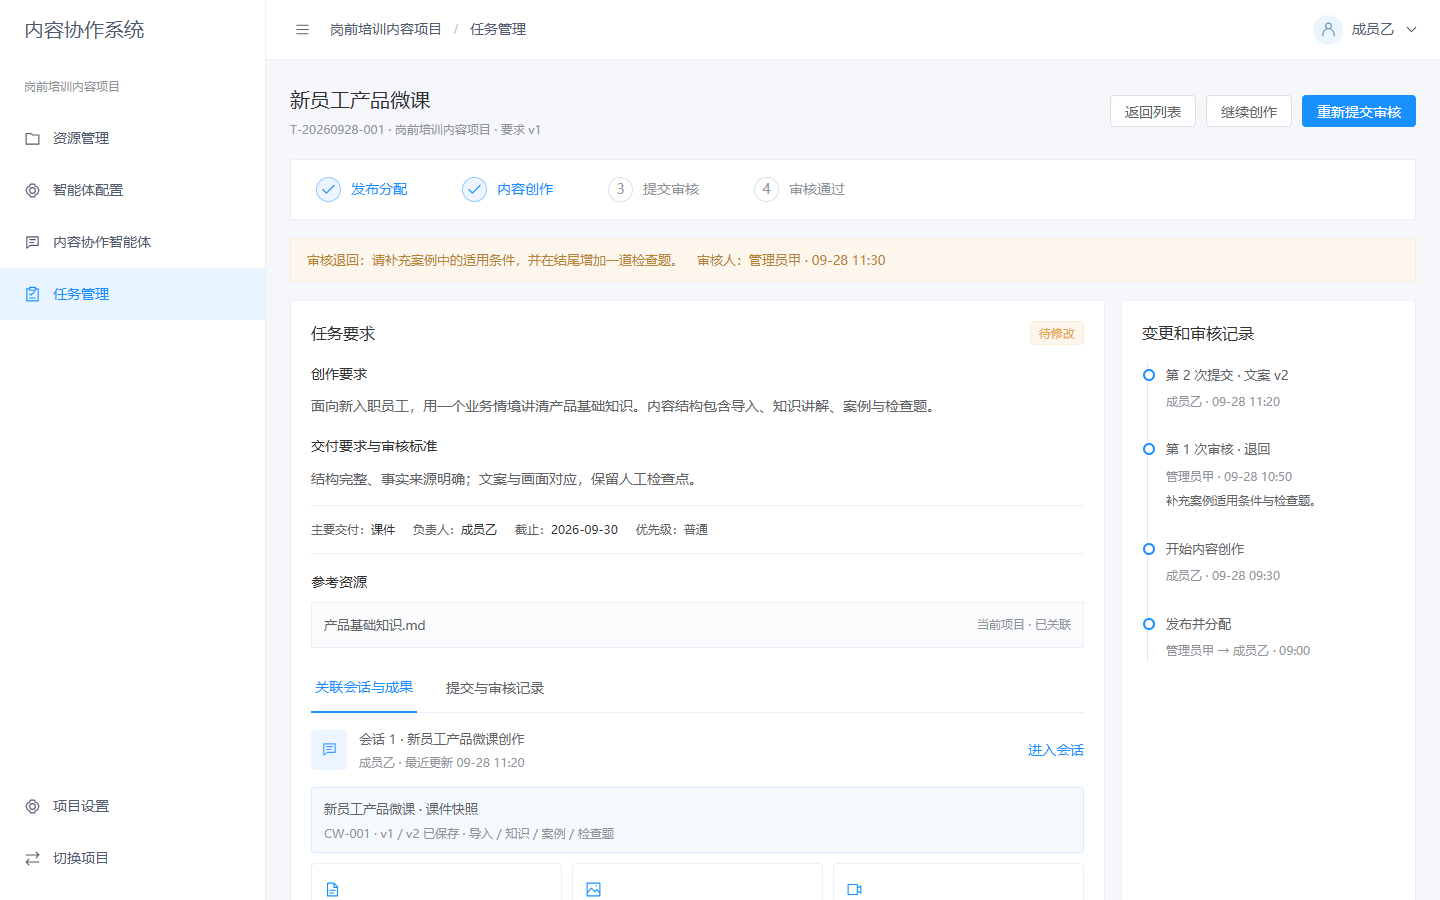 内容协作系统
岗前培训内容项目
资源管理
智能体配置
内容协作智能体
任务管理
项目设置
切换项目
岗前培训内容项目 / 任务管理
成员乙
新员工产品微课
T-20260928-001 · 岗前培训内容项目 · 要求 v1
返回列表
继续创作
重新提交审核
发布分配
内容创作
3 提交审核
4 审核通过
审核退回：请补充案例中的适用条件，并在结尾增加一道检查题。 审核人：管理员甲 · 09-28 11:30
任务要求
待修改
创作要求
面向新入职员工，用一个业务情境讲清产品基础知识。内容结构包含导入、知识讲解、案例与检查题。
交付要求与审核标准
结构完整、事实来源明确；文案与画面对应，保留人工检查点。
主要交付：课件 负责人：成员乙 截止：2026-09-30 优先级：普通
参考资源
产品基础知识.md
当前项目 · 已关联
关联会话与成果
提交与审核记录
会话 1 · 新员工产品微课创作
成员乙 · 最近更新 09-28 11:20
进入会话
新员工产品微课 · 课件快照
CW-001 · v1 / v2 已保存 · 导入 / 知识 / 案例 / 检查题
变更和审核记录
第 2 次提交 · 文案 v2
成员乙 · 09-28 11:20
第 1 次审核 · 退回
管理员甲 · 09-28 10:50
补充案例适用条件与检查题。
开始内容创作
成员乙 · 09-28 09:30
发布并分配
管理员甲 → 成员乙 · 09:00